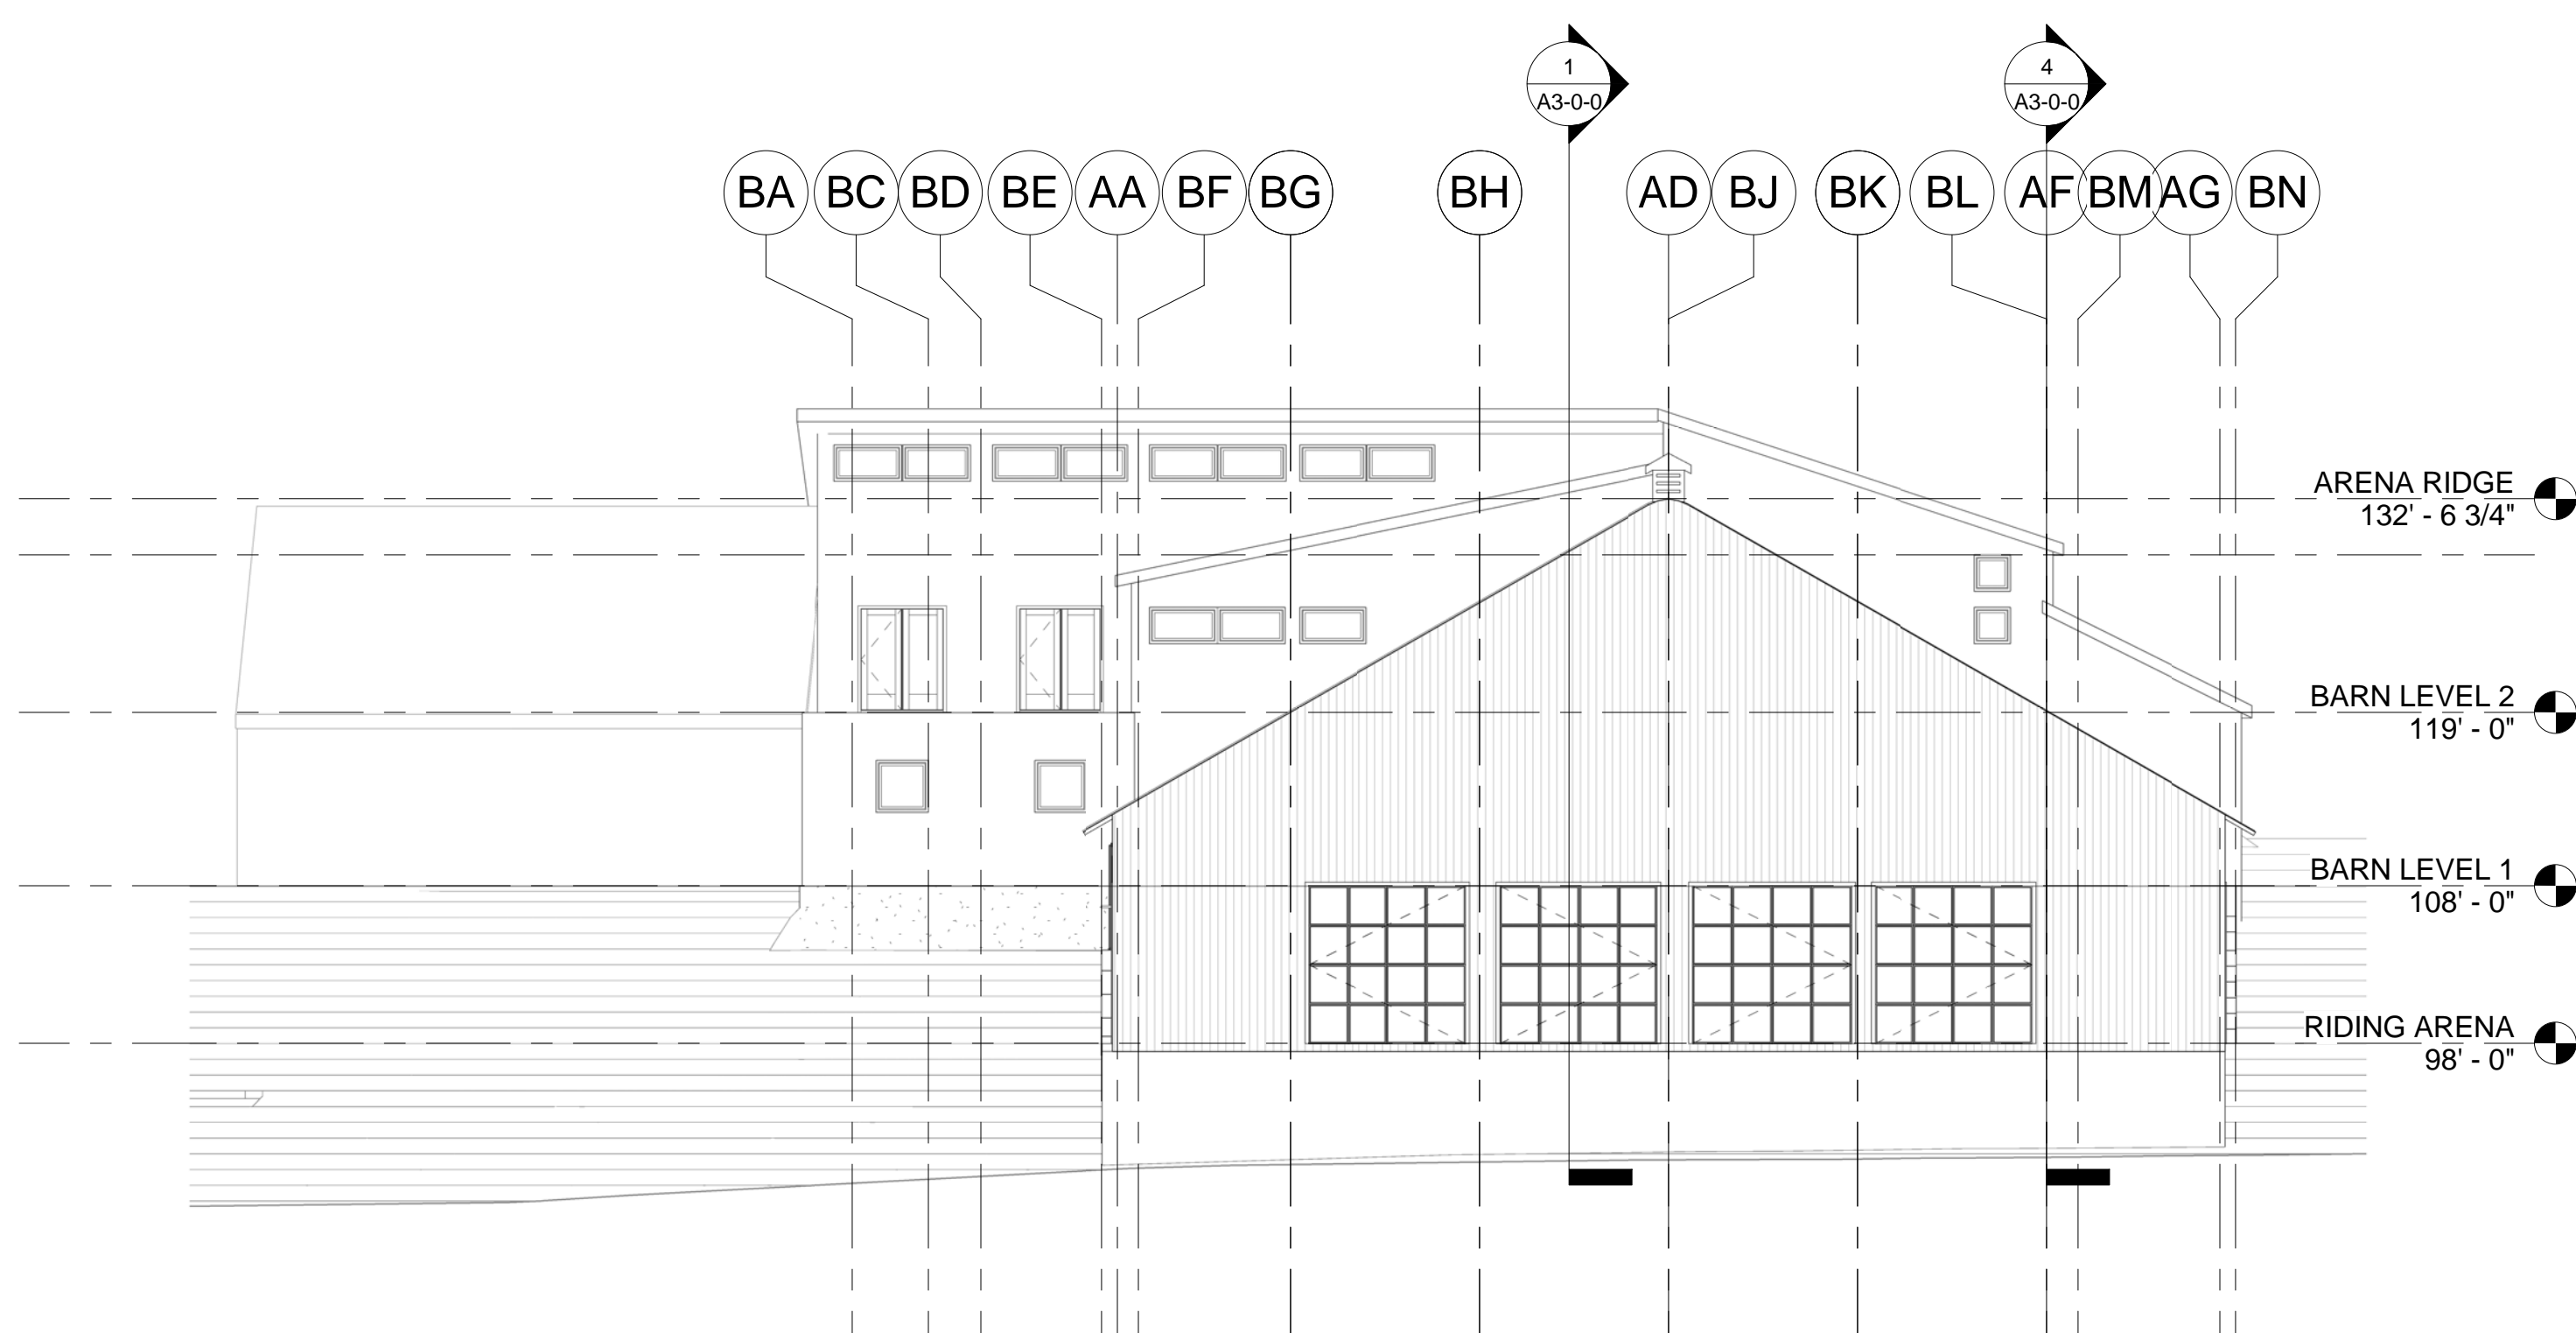 1
A3-0-0
4
A3-0-0
BA
BC
BD
BE
AA
BF
BG
BH
AD
BJ
BK
BL
AF
BM
AG
BN
ARENA RIDGE
132' - 6 3/4"
BARN LEVEL 2
119' - 0"
BARN LEVEL 1
108' - 0"
RIDING ARENA
98' - 0"